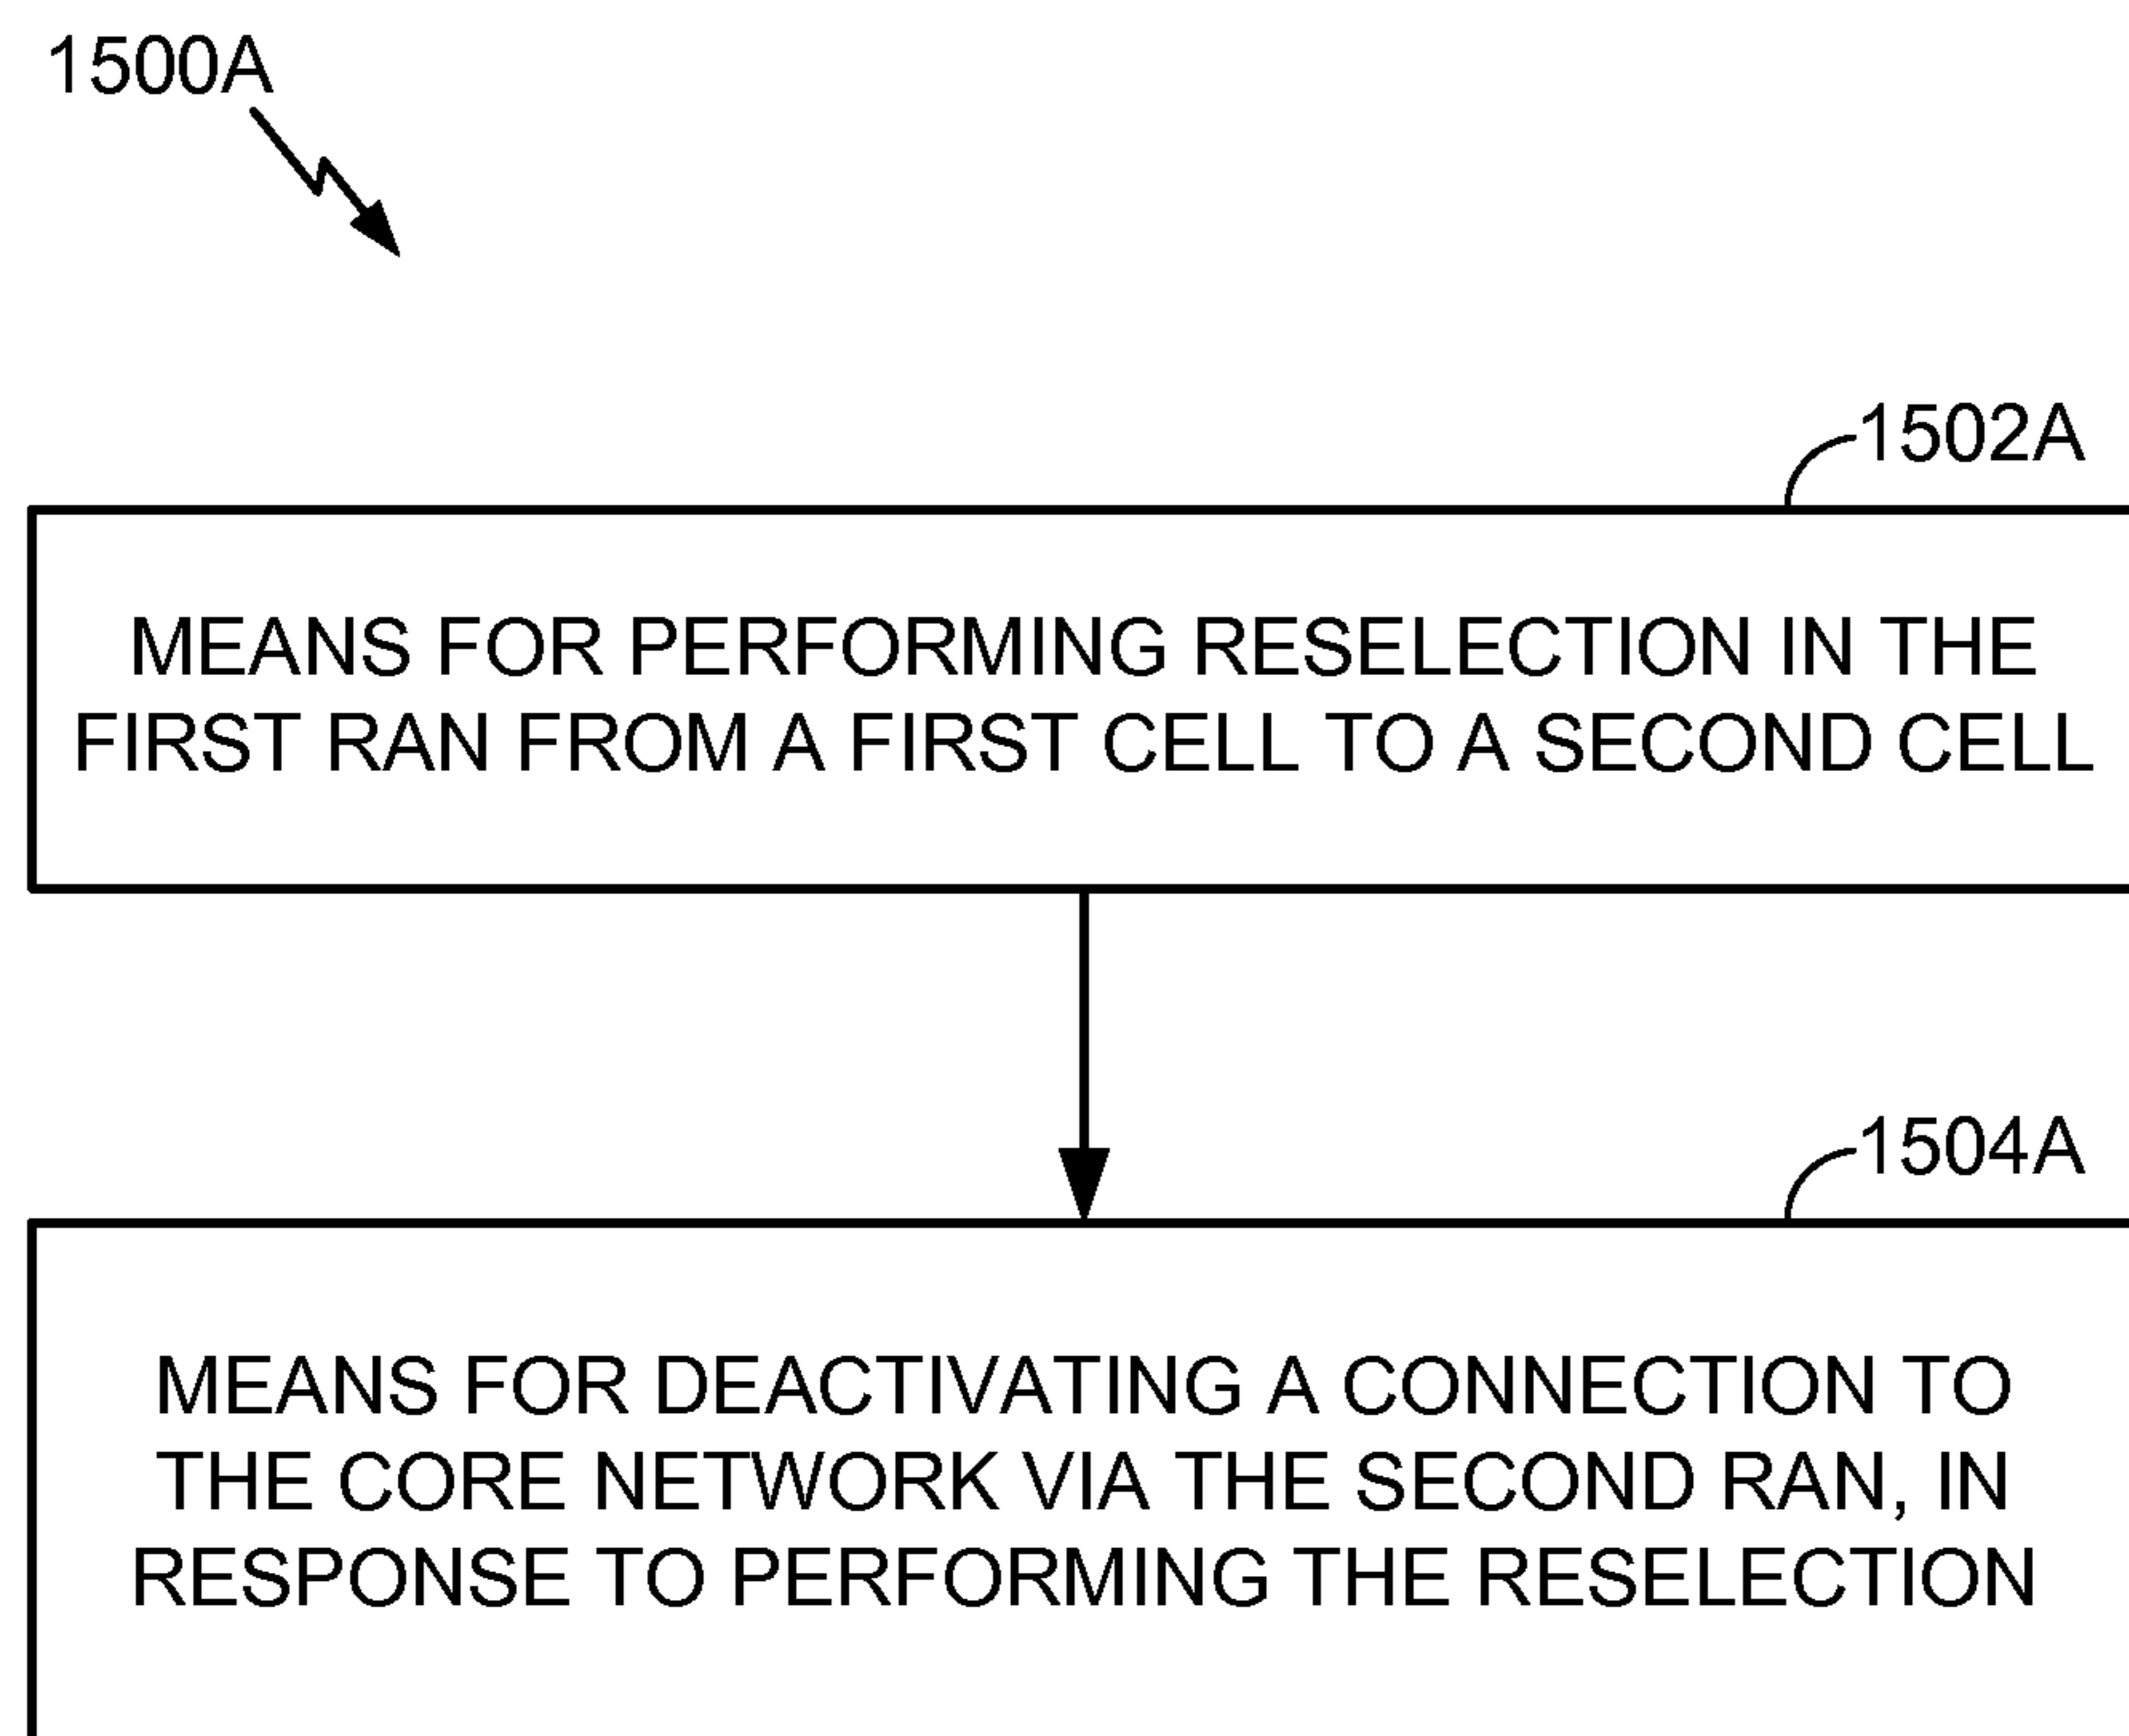 1500A
1502A
MEANS FOR PERFORMING RESELECTION IN THE
FIRST RAN FROM A FIRST CELL TO A SECOND CELL
1504A
MEANS FOR DEACTIVATING A CONNECTION TO
THE CORE NETWORK VIA THE SECOND RAN, IN
RESPONSE TO PERFORMING THE RESELECTION